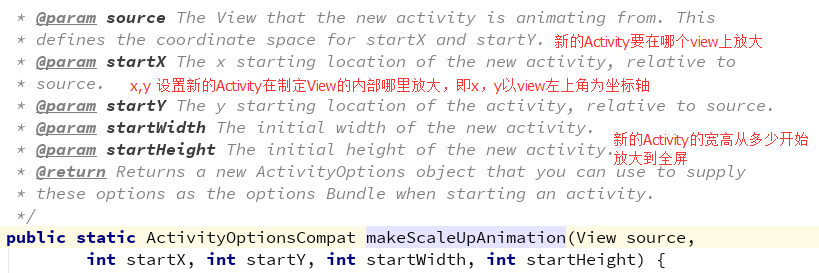 * @param source The View that the new activity is animating from. This
* defines the coordinate space for startX and startY. 新的Activity要在哪个view上放大
* @param startX The x starting location of the new activity, relative to
* source. x,y 设置新的Activity在制定View的内部哪里放大，即x，y以view左上角为坐标轴
* @param startY The y starting location of the activity, relative to source.
* @param startWidth The initial width of the new activity.
* @param startHeight The initial height of the new activity. 新的Activity的宽高从多少开始
放大到全屏
* @return Returns a new ActivityOptions object that you can use to supply
* these options as the options Bundle when starting an activity.
*/
public static ActivityOptionsCompat makeScaleUpAnimation(View source,
int startX, int startY, int startWidth, int startHeight) {